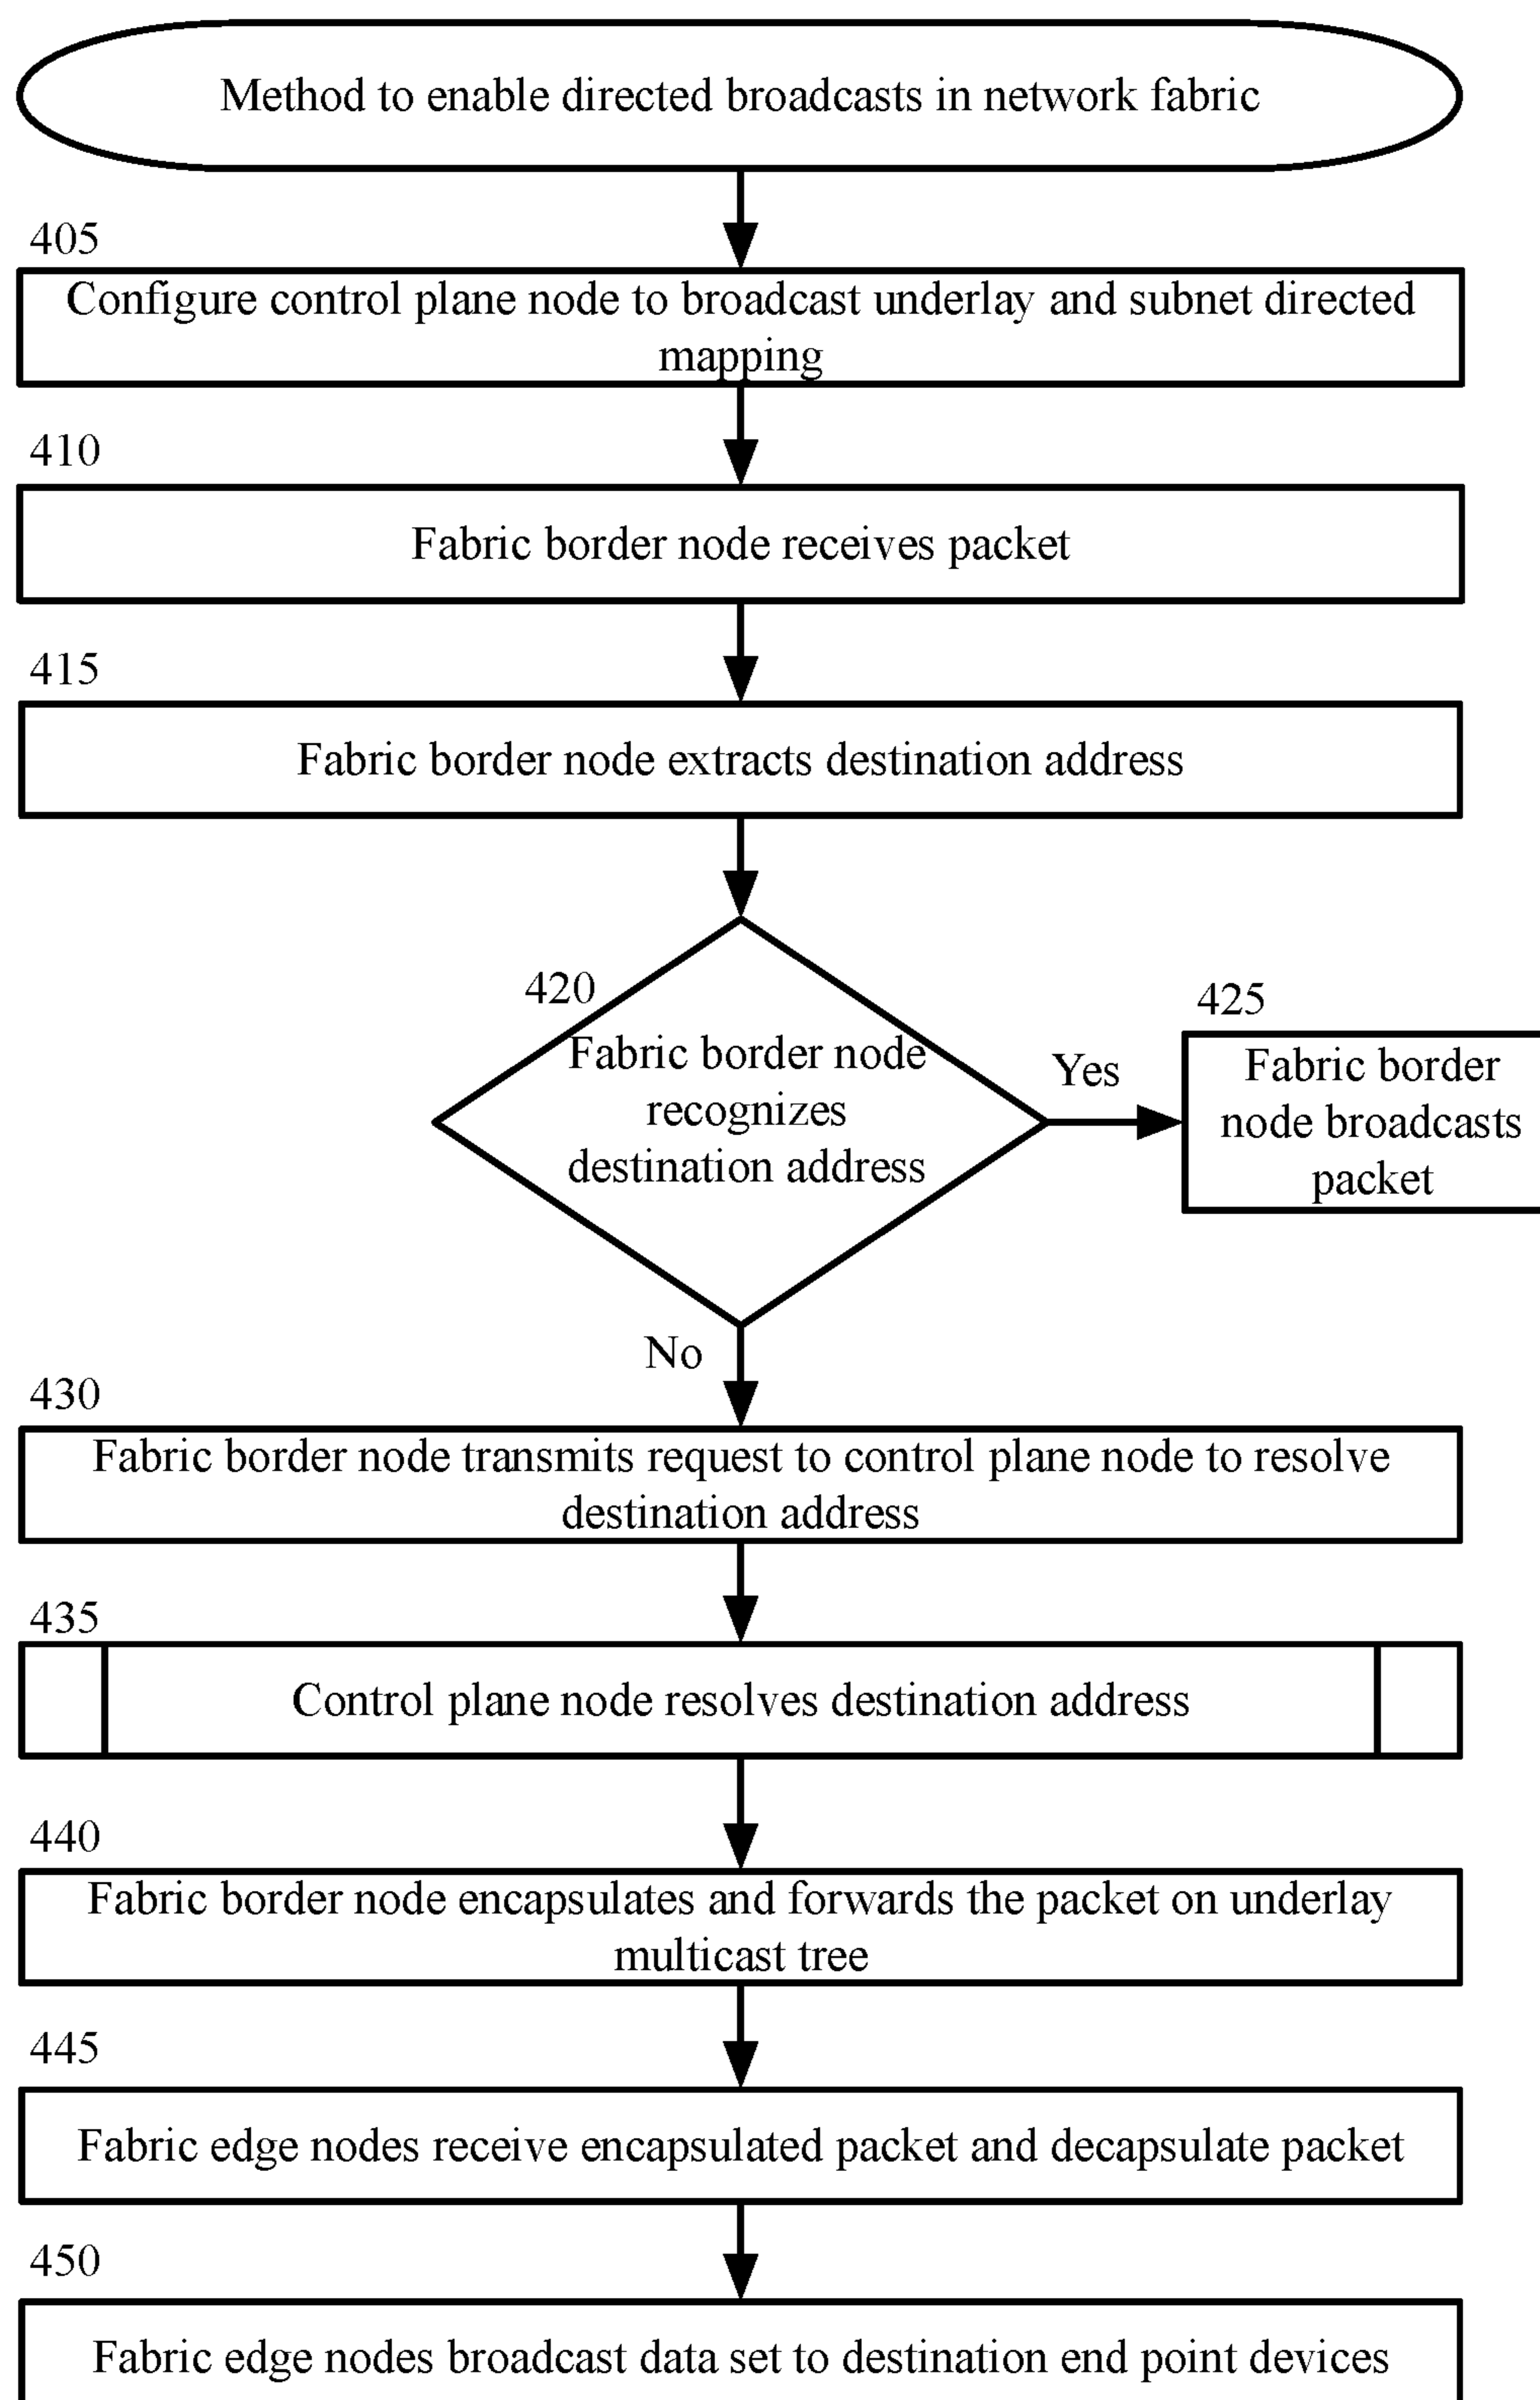 Method to enable directed broadcasts in network fabric
405
Configure control plane node to broadcast underlay and subnet directed
mapping
410
Fabric border node receives packet
415
Fabric border node extracts destination address
420
Fabric border node
recognizes
destination address
Yes
425
Fabric border
node broadcasts
packet
No
430
Fabric border node transmits request to control plane node to resolve
destination address
435
Control plane node resolves destination address
440
Fabric border node encapsulates and forwards the packet on underlay
multicast tree
445
Fabric edge nodes receive encapsulated packet and decapsulate packet
450
Fabric edge nodes broadcast data set to destination end point devices